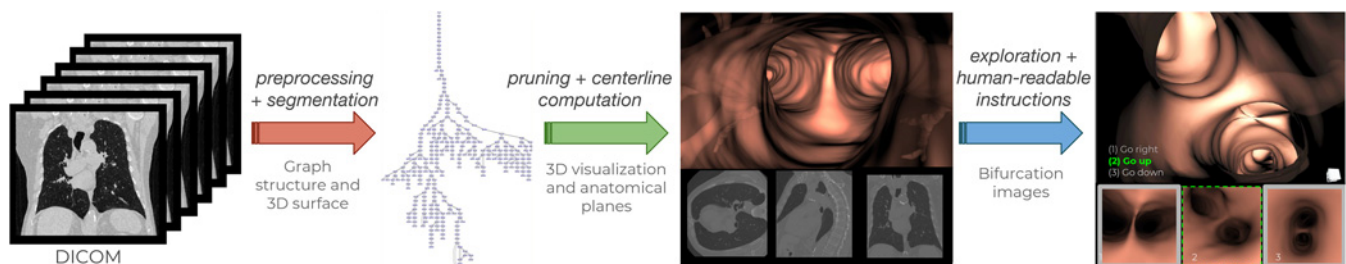 DICOM
preprocessing
+ segmentation
Graph
structure and
3D surface
pruning + centerline
computation
3D visualization
and anatomical
planes
exploration +
human-readable
instructions
Bifurcation
images
(1) Go right
(2) Go up
(3) Go down
2
3